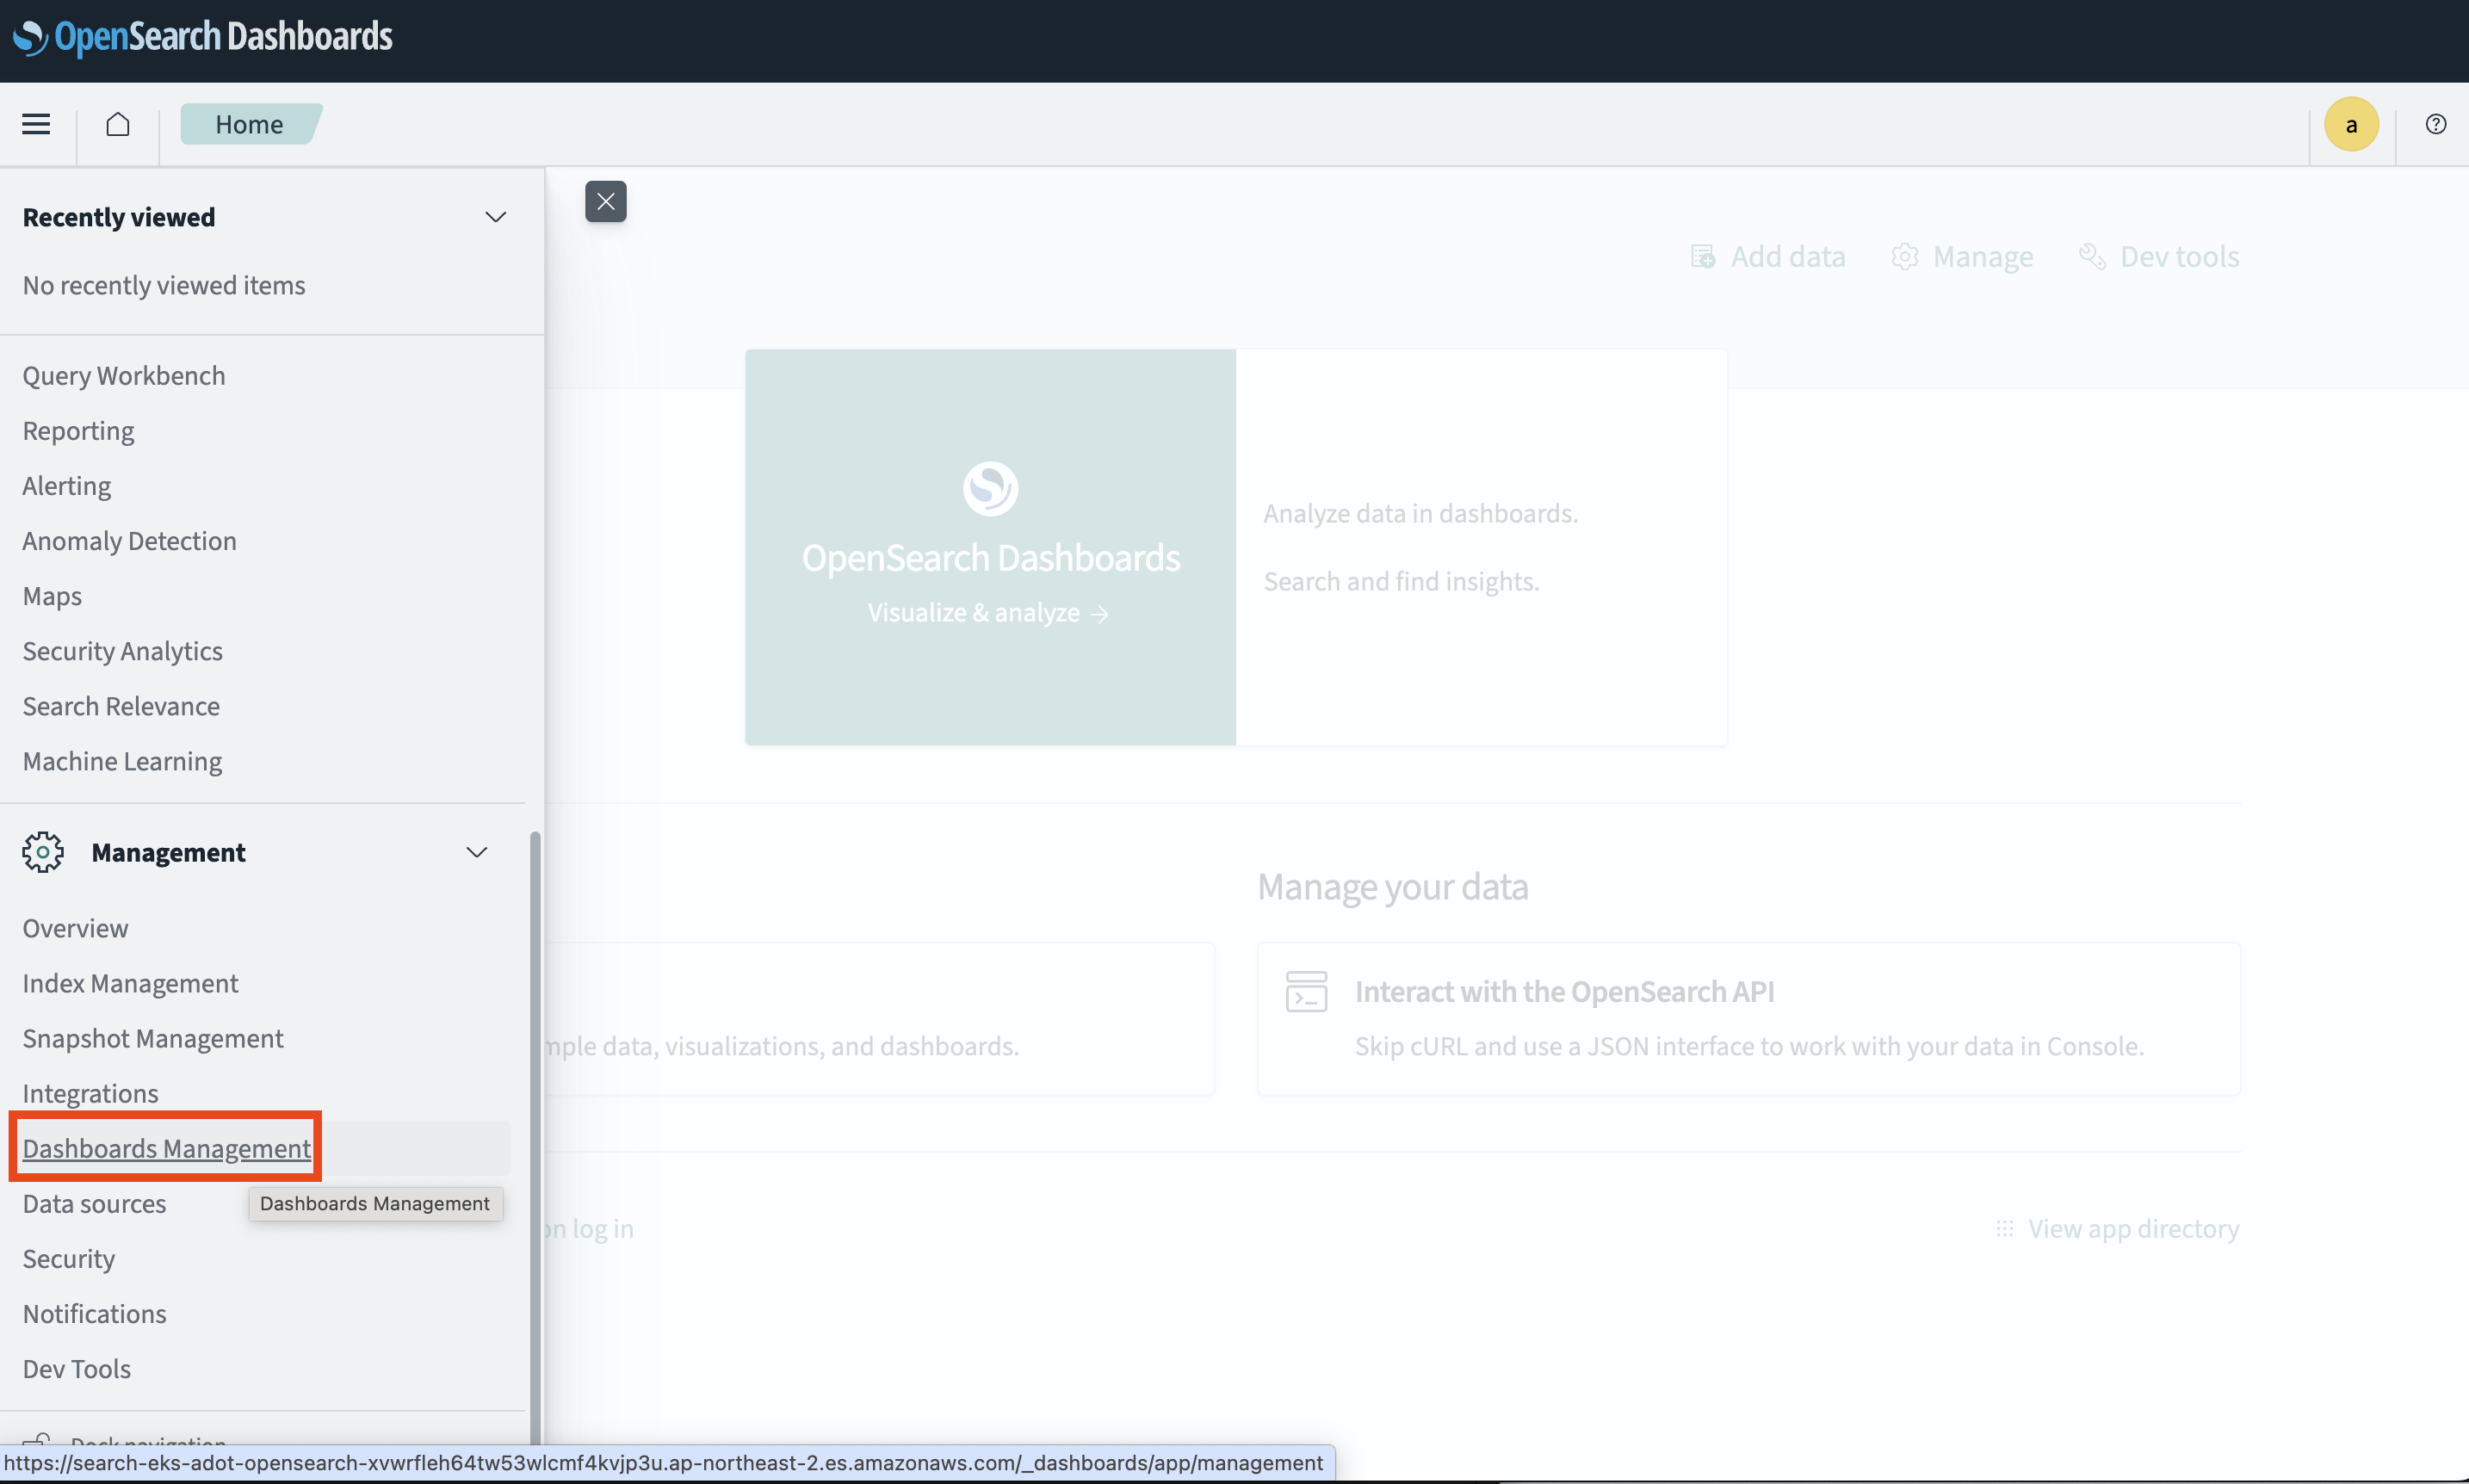 OpenSearch Dashboards
Home
a
Recently viewed
No recently viewed items
Add data
Manage
Dev tools
Query Workbench
Reporting
Alerting
Anomaly Detection
Maps
Security Analytics
Search Relevance
Machine Learning
OpenSearch Dashboards
Visualize & analyze
Analyze data in dashboards.
Search and find insights.
Management
Overview
Index Management
Snapshot Management
Integrations
Dashboards Management
Data sources
Dashboards Management
Security
Notifications
Dev Tools
Dock navigation
Manage your data
Interact with the OpenSearch API
mple data, visualizations, and dashboards.
Skip cURL and use a JSON interface to work with your data in Console.
on log in
View app directory
https://search-eks-adot-opensearch-xvwrfleh64tw53wlcmf4kvjp3u.ap-northeast-2.es.amazonaws.com/_dashboards/app/management